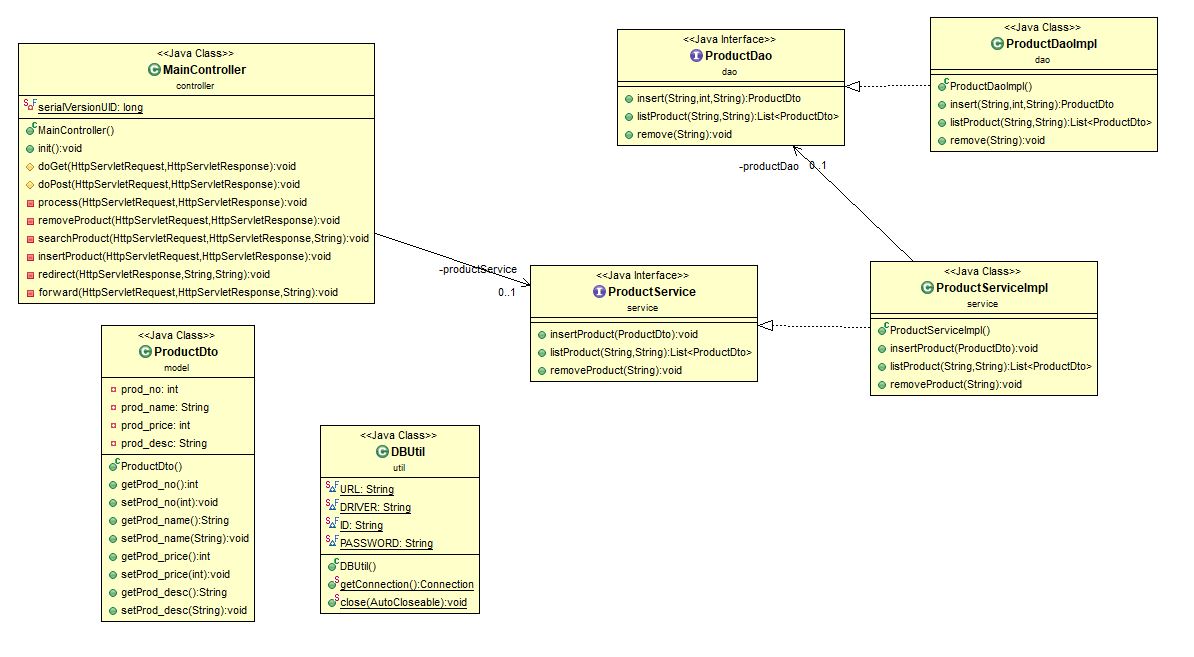 <<Java Class>>
MainController
controller
serialVersionUID: long
MainController()
init():void
doGet(HttpServletRequest,HttpServletResponse):void
doPost(HttpServletRequest,HttpServletResponse):void
process(HttpServletRequest,HttpServletResponse):void
removeProduct(HttpServletRequest,HttpServletResponse):void
searchProduct(HttpServletRequest,HttpServletResponse,String):void
insertProduct(HttpServletRequest,HttpServletResponse):void
redirect(HttpServletResponse,String,String):void
forward(HttpServletRequest,HttpServletResponse,String):void
<<Java Interface>>
ProductDao
dao
insert(String,int,String):ProductDto
listProduct(String,String):List<ProductDto>
remove(String):void
<<Java Class>>
ProductDaoImpl
dao
ProductDaoImpl()
insert(String,int,String):ProductDto
listProduct(String,String):List<ProductDto>
remove(String):void
-productDao 0..1
-productService
0..1
<<Java Interface>>
ProductService
service
insertProduct(ProductDto):void
listProduct(String,String):List<ProductDto>
removeProduct(String):void
<<Java Class>>
ProductServiceImpl
service
ProductServiceImpl()
insertProduct(ProductDto):void
listProduct(String,String):List<ProductDto>
removeProduct(String):void
<<Java Class>>
ProductDto
model
prod_no: int
prod_name: String
prod_price: int
prod_desc: String
ProductDto()
getProd_no():int
setProd_no(int):void
getProd_name():String
setProd_name(String):void
getProd_price():int
setProd_price(int):void
getProd_desc():String
setProd_desc(String):void
<<Java Class>>
DBUtil
util
URL: String
DRIVER: String
ID: String
PASSWORD: String
DBUtil()
getConnection():Connection
close(AutoCloseable):void